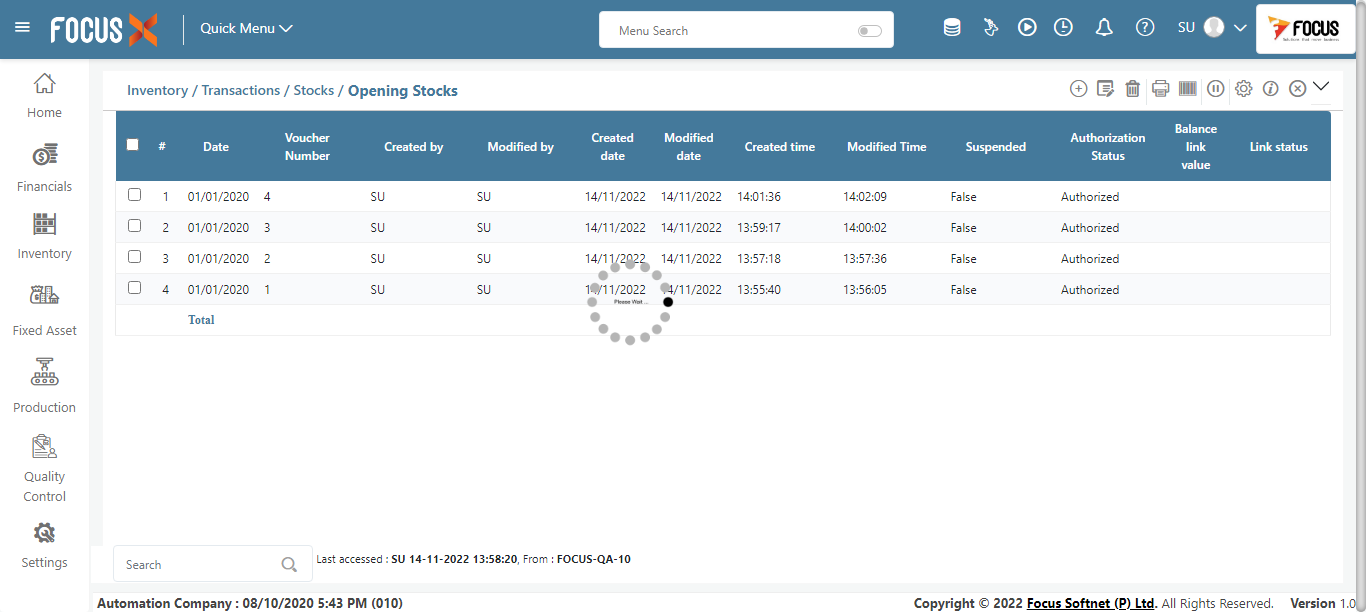 FOCUS X
Quick Menu
Menu Search
SU
FOCUS
Home
Financials
Inventory
Fixed Asset
Production
Quality
Control
Settings
Inventory / Transactions / Stocks / Opening Stocks
# Date Voucher Number Created by Modified by Created date Modified date Created time Modified Time Suspended Authorization Status Balance link value Link status
1 01/01/2020 4 SU SU 14/11/2022 14/11/2022 14:01:36 14:02:09 False Authorized
2 01/01/2020 3 SU SU 14/11/2022 14/11/2022 13:59:17 14:00:02 False Authorized
3 01/01/2020 2 SU SU 14/11/2022 14/11/2022 13:57:18 13:57:36 False Authorized
4 01/01/2020 1 SU SU 14/11/2022 14/11/2022 13:55:40 13:56:05 False Authorized
Please Wait ...
Total
Search
Last accessed : SU 14-11-2022 13:58:20, From : FOCUS-QA-10
Automation Company : 08/10/2020 5:43 PM (010)
Copyright © 2022 Focus Softnet (P) Ltd. All Rights Reserved. Version 1.0